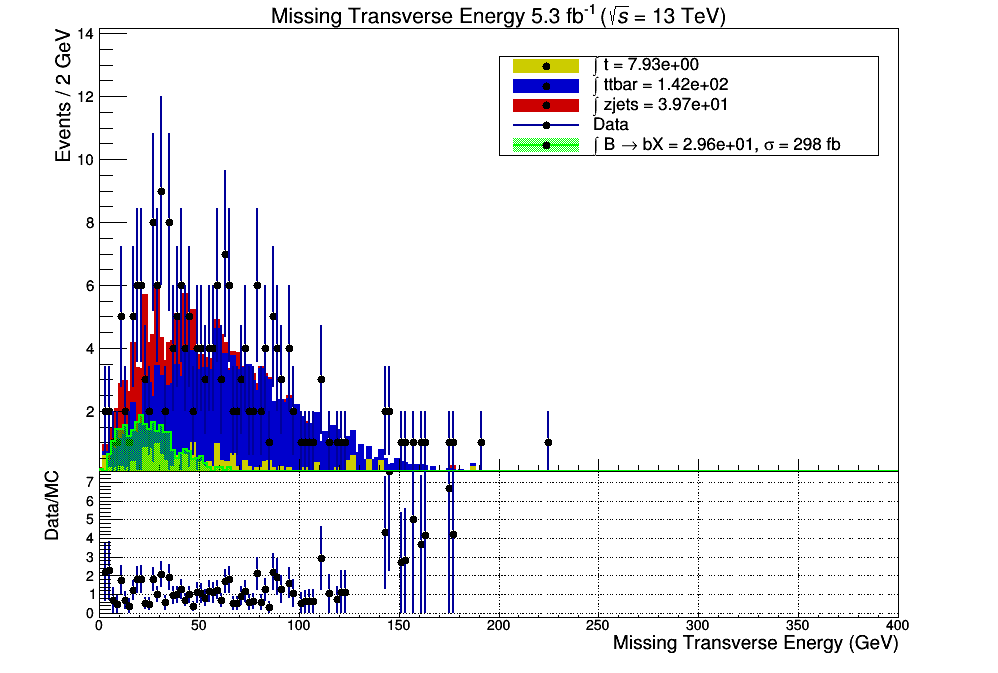 Missing Transverse Energy 5.3 fb⁻¹ (√s = 13 TeV)
Events / 2 GeV
14
12
10
8
6
4
2
∫ t = 7.93e+00
∫ ttbar = 1.42e+02
∫ zjets = 3.97e+01
Data
∫ B → bX = 2.96e+01, σ = 298 fb
Data/MC
7
6
5
4
3
2
1
0
0 50 100 150 200 250 300 350 400
Missing Transverse Energy (GeV)